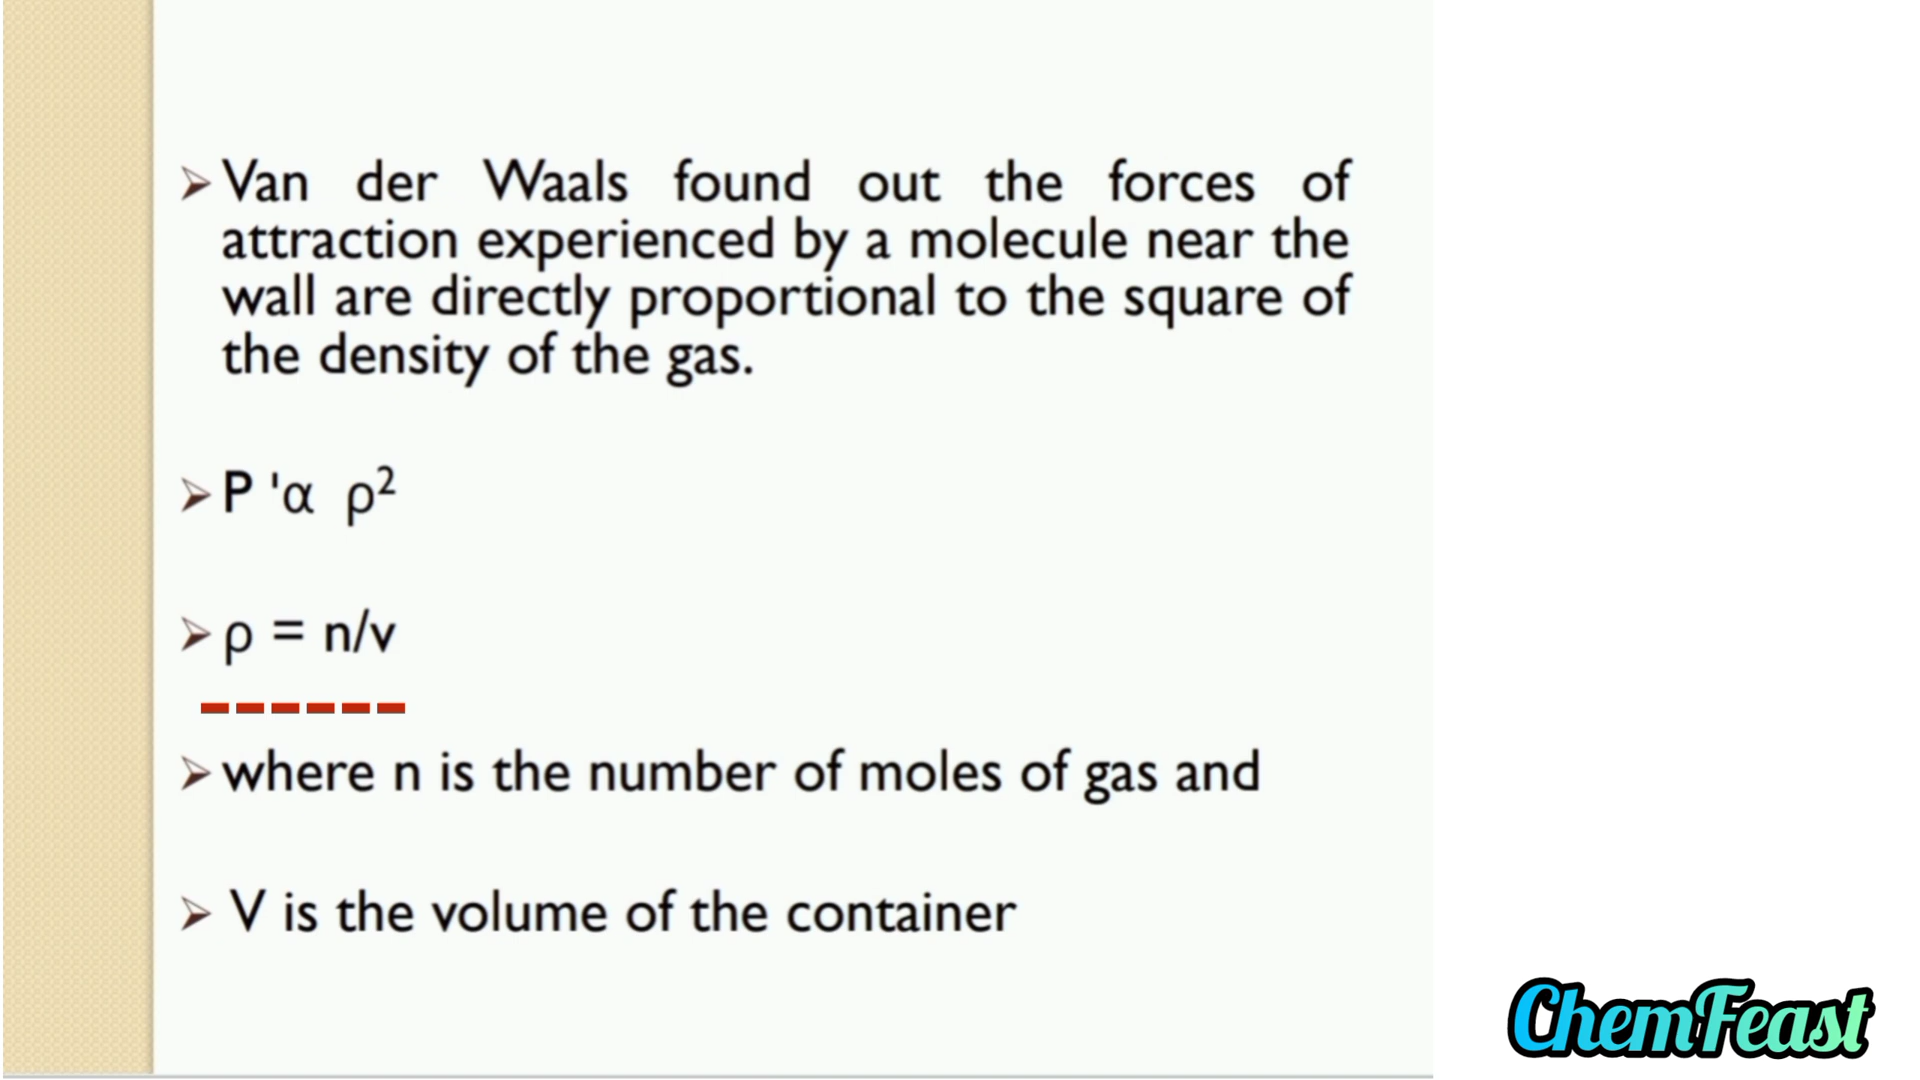 ➢ Van der Waals found out the forces of
attraction experienced by a molecule near the
wall are directly proportional to the square of
the density of the gas.
➢ P 'α ρ²
➢ ρ = n/v
➢ where n is the number of moles of gas and
➢ V is the volume of the container
ChemFeast